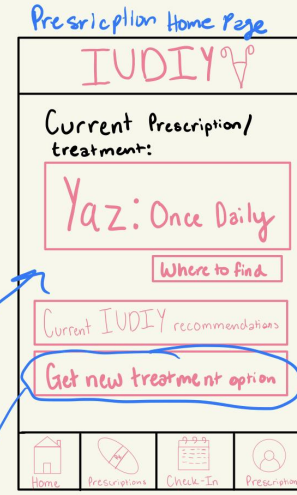 Presricption Home Page
IUDIY
Current Prescription/
treatment:
Yaz: Once Daily
Where to find
Current IUDIY recommendations
Get new treatment option
Home Prescriptions Check-In Prescription